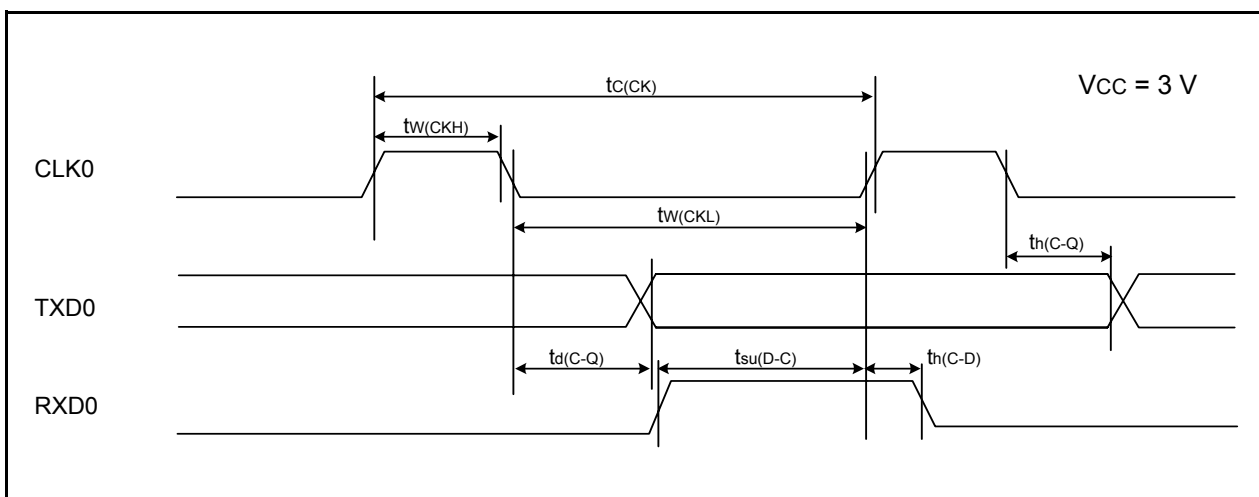 tC(CK)
VCC = 3 V
tW(CKH)
CLK0
tW(CKL)
th(C-Q)
TXD0
td(C-Q)
tsu(D-C)
th(C-D)
RXD0